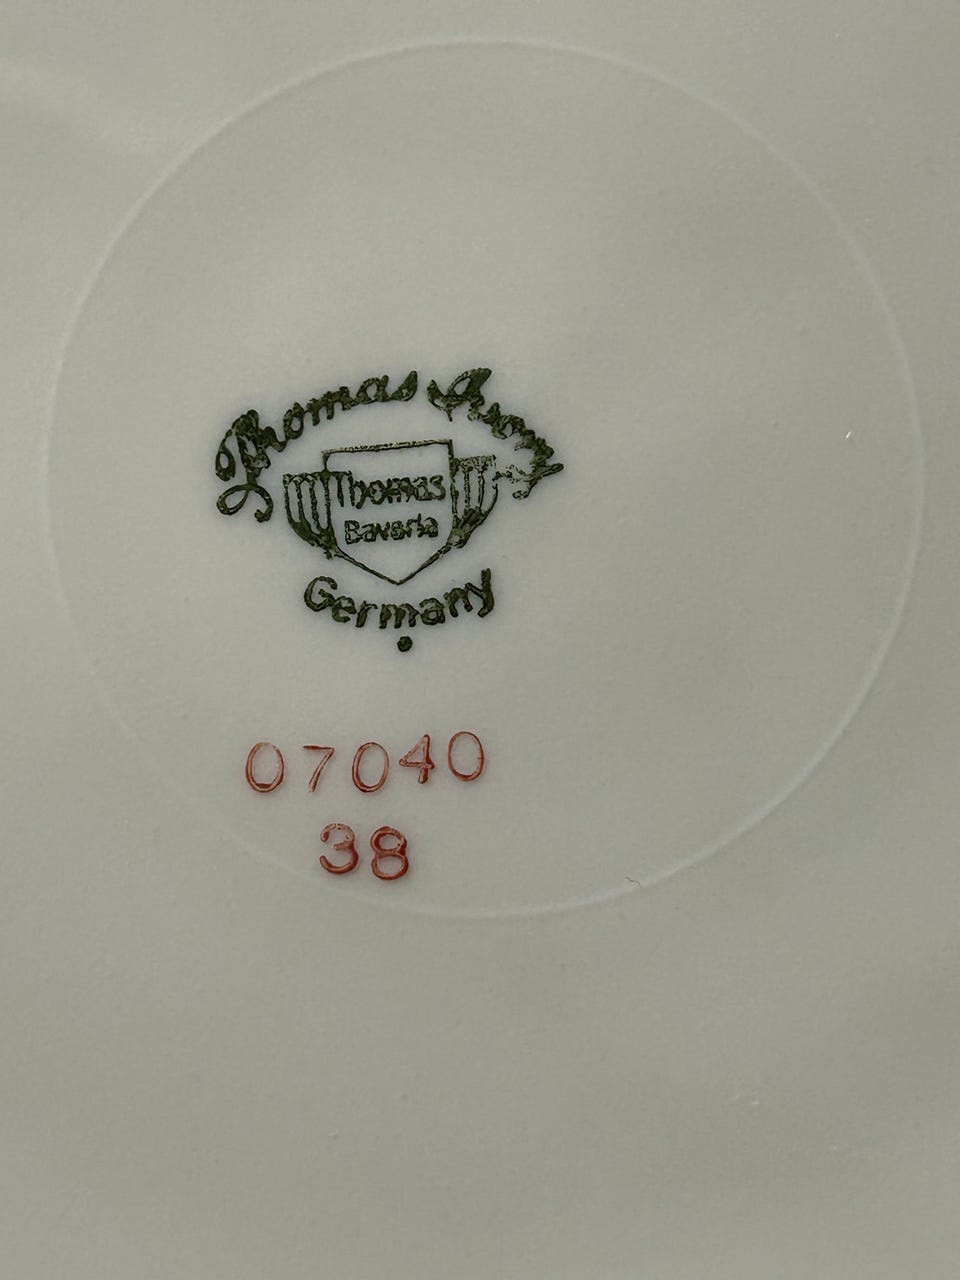 Thomas Ivory
Thomas
Bavaria
Germany
07040
38